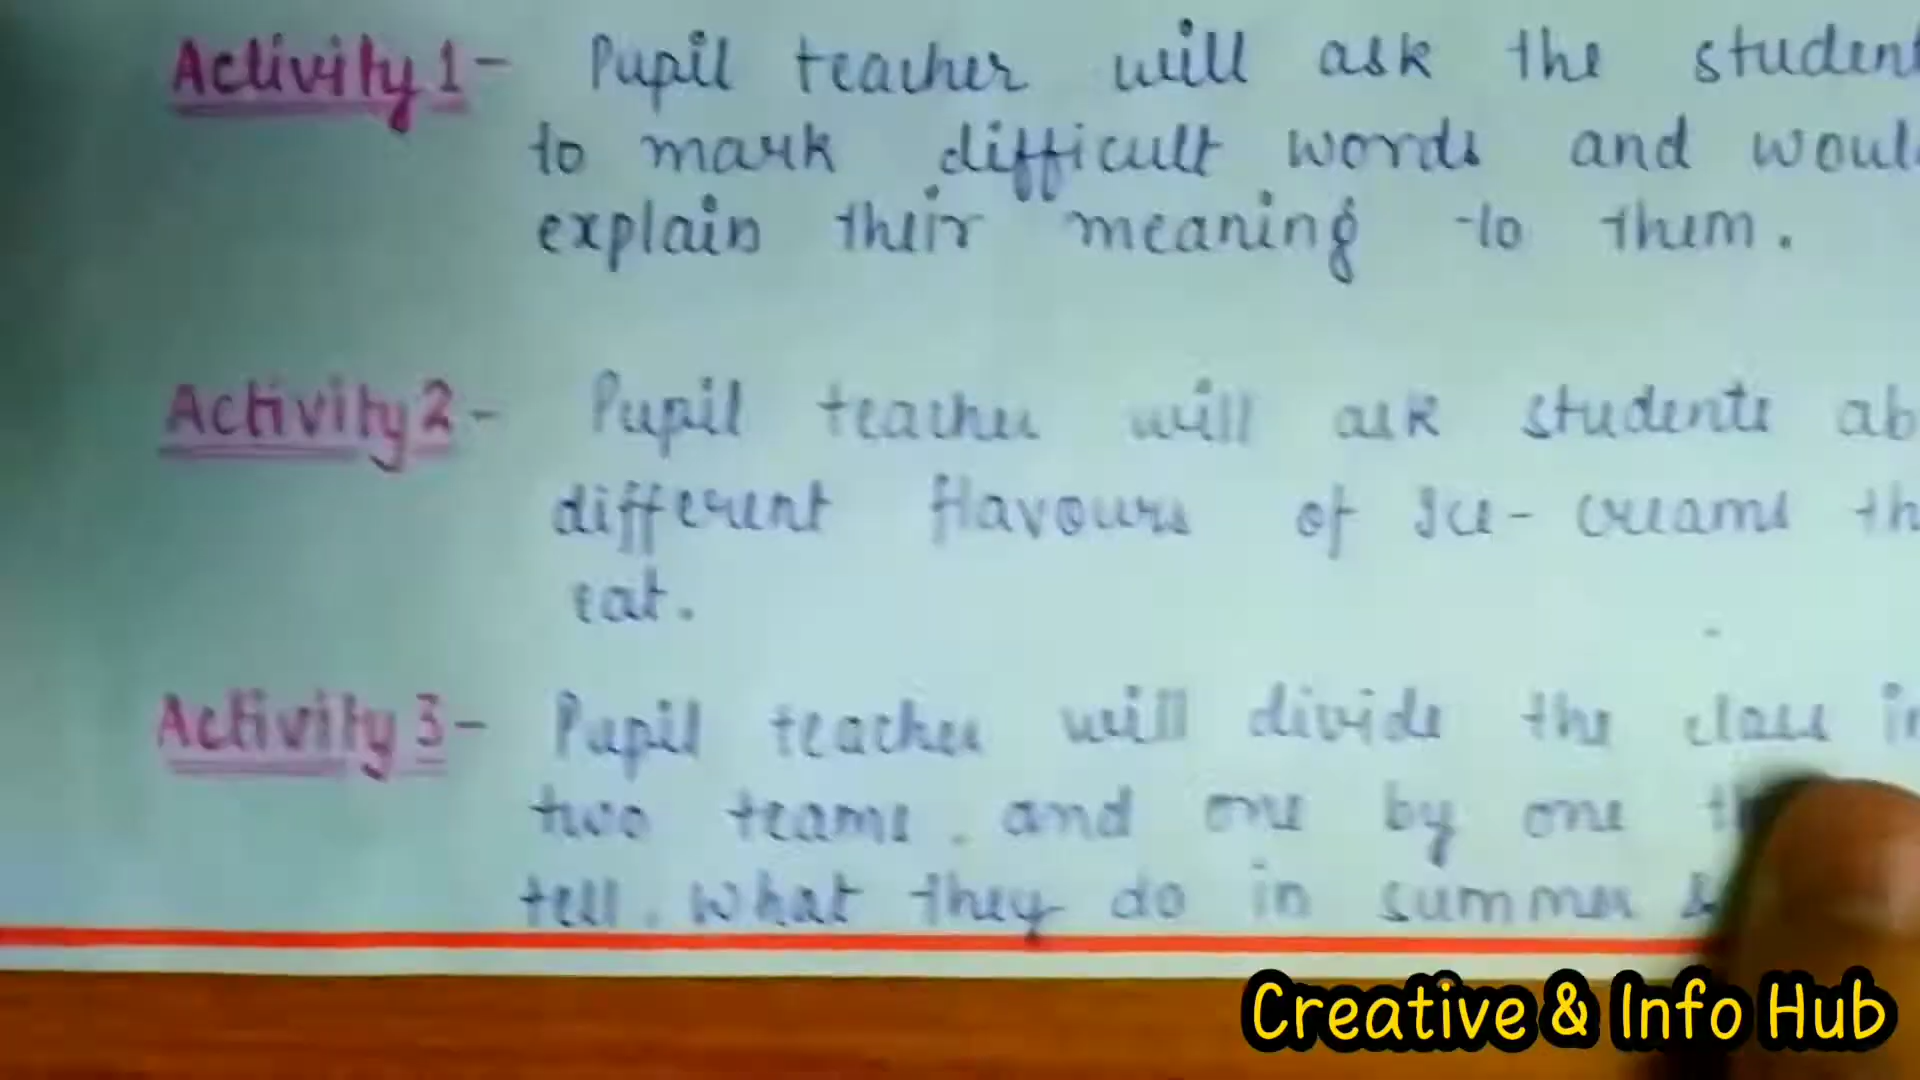 Activity 1 - Pupil teacher will ask the student
to mark difficult words and woul
explain their meaning to them.
Activity 2 - Pupil teacher will ask students ab
different flavours of Ice-creams th
eat.
Activity 3 - Pupil teacher will divide the class in
two teams. and one by one
tell. what they do in summer &
Creative & Info Hub